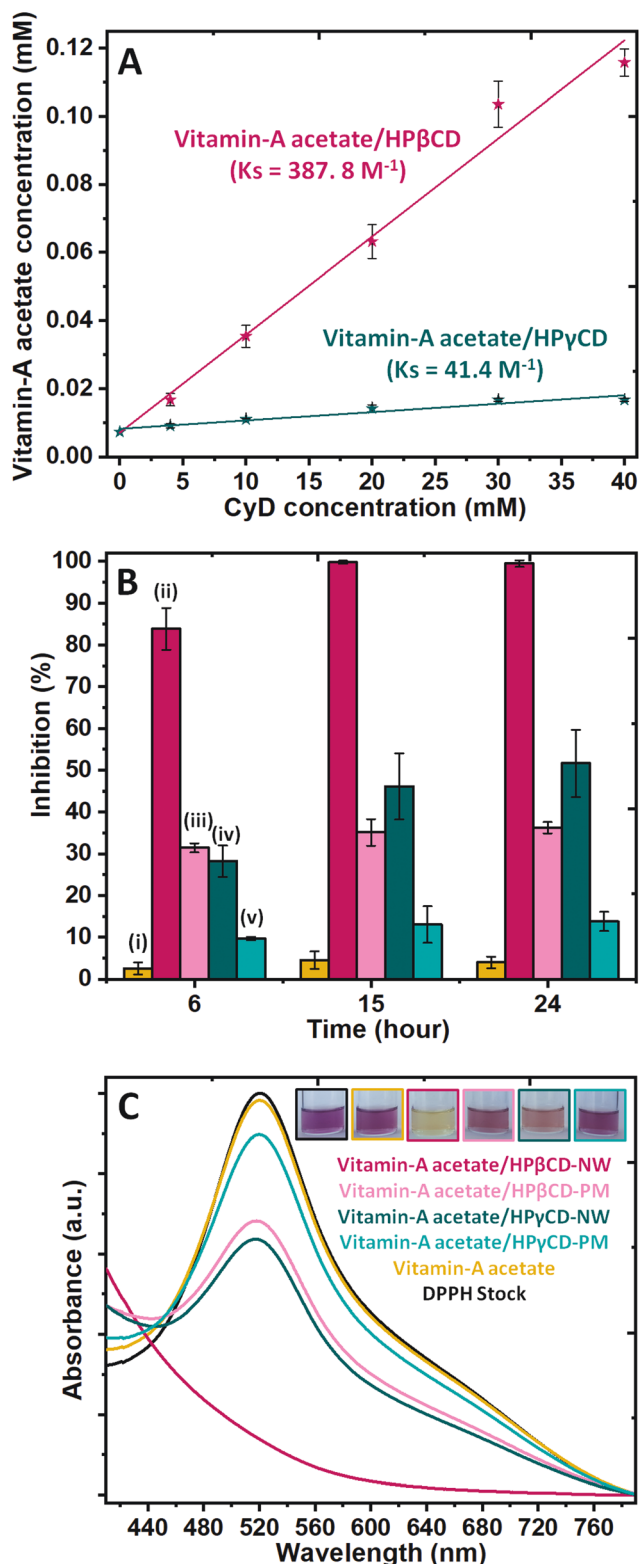 A
Vitamin-A acetate concentration (mM)
0.12
0.10
0.08
0.06
0.04
0.02
0.00
Vitamin-A acetate/HPβCD
(Ks = 387. 8 M⁻¹)
Vitamin-A acetate/HPγCD
(Ks = 41.4 M⁻¹)
0 5 10 15 20 25 30 35 40
CyD concentration (mM)
B
Inhibition (%)
100
90
80
70
60
50
40
30
20
10
0
(i)
(ii)
(iii)
(iv)
(v)
6 15 24
Time (hour)
C
Absorbance (a.u.)
Vitamin-A acetate/HPβCD-NW
Vitamin-A acetate/HPβCD-PM
Vitamin-A acetate/HPγCD-NW
Vitamin-A acetate/HPγCD-PM
Vitamin-A acetate
DPPH Stock
440 480 520 560 600 640 680 720 760
Wavelength (nm)